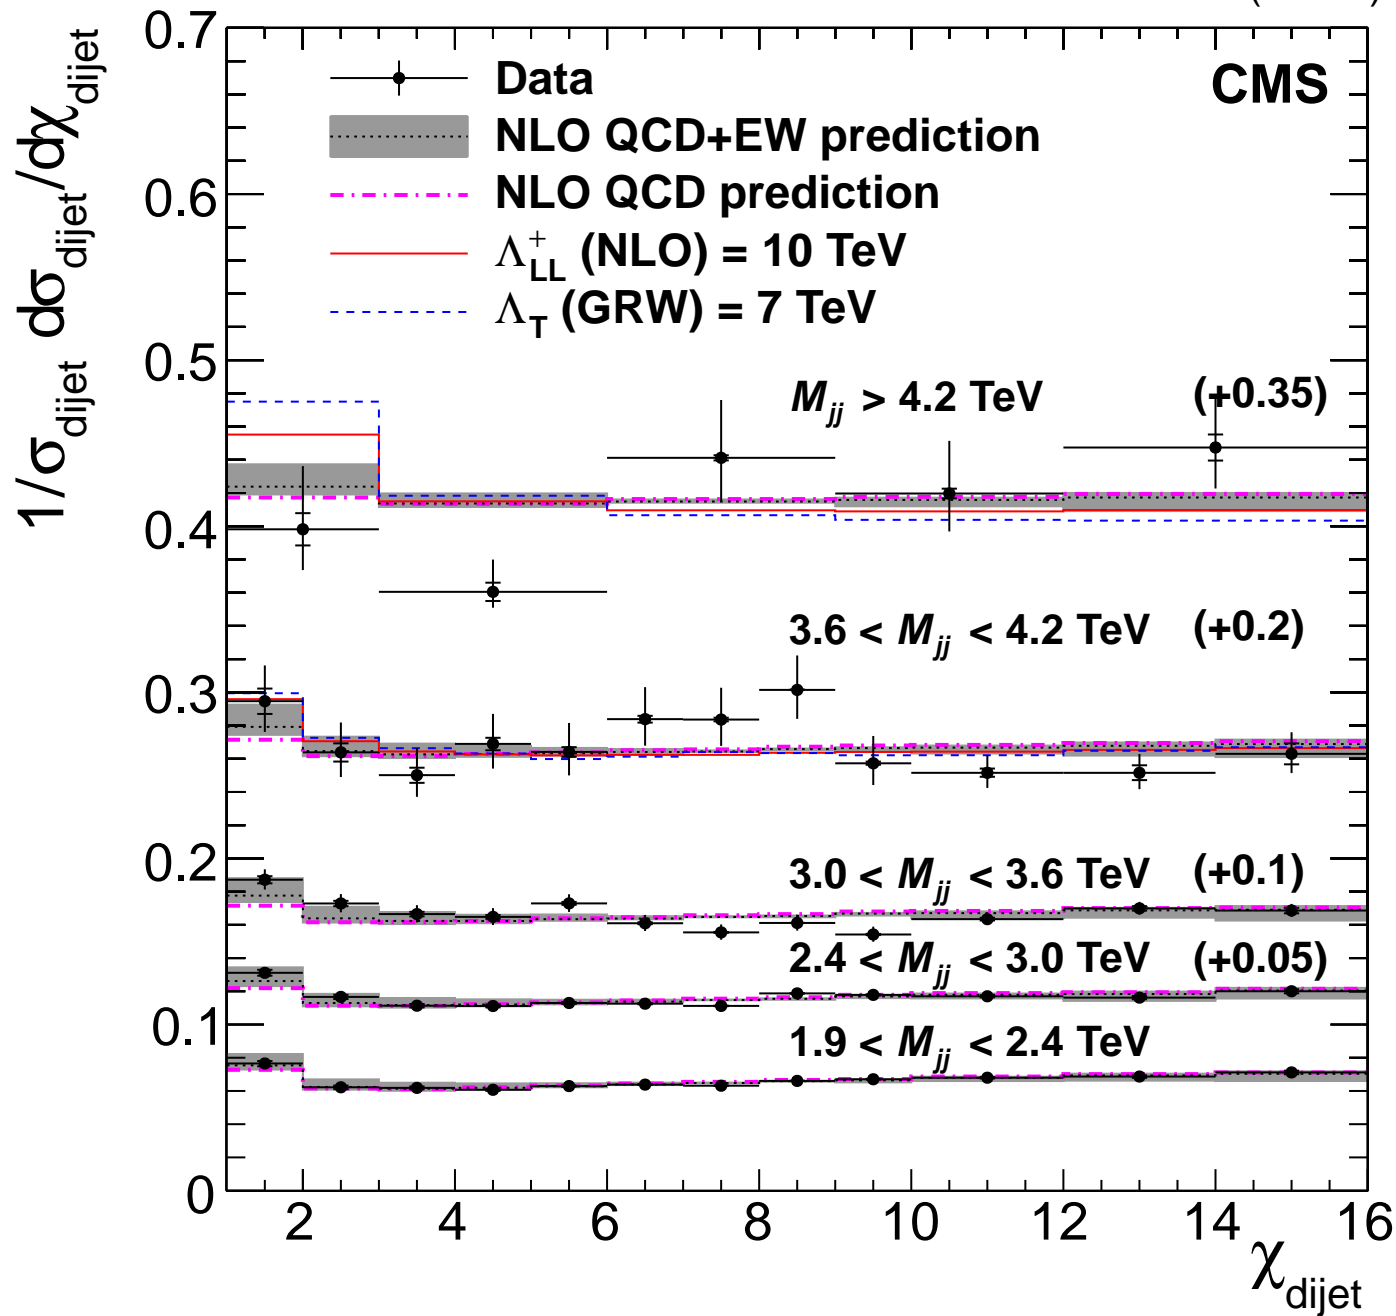 CMS
Data
NLO QCD+EW prediction
NLO QCD prediction
Λ⁺LL (NLO) = 10 TeV
ΛT (GRW) = 7 TeV
1/σdijet dσdijet/dχdijet
0.7
0.6
0.5
0.4
0.3
0.2
0.1
0
Mjj > 4.2 TeV (+0.35)
3.6 < Mjj < 4.2 TeV (+0.2)
3.0 < Mjj < 3.6 TeV (+0.1)
2.4 < Mjj < 3.0 TeV (+0.05)
1.9 < Mjj < 2.4 TeV
2 4 6 8 10 12 14 16
χdijet